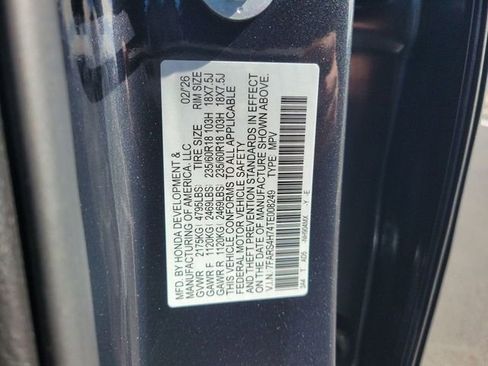 MFD. BY HONDA DEVELOPMENT & 02/26
MANUFACTURING OF AMERICA, LLC
TIRE SIZE RIM SIZE
GVWR 2175KG( 4795LBS)
GAWR F 1120KG( 2469LBS) 235/60R18 103H 18X7.5J
GAWR R 1120KG( 2469LBS) 235/60R18 103H 18X7.5J
THIS VEHICLE CONFORMS TO ALL APPLICABLE
FEDERAL MOTOR VEHICLE SAFETY
AND THEFT PREVENTION STANDARDS IN EFFECT
ON THE DATE OF MANUFACTURE SHOWN ABOVE.
V.I.N.: 7FARS4H74TE008249 TYPE: MPV